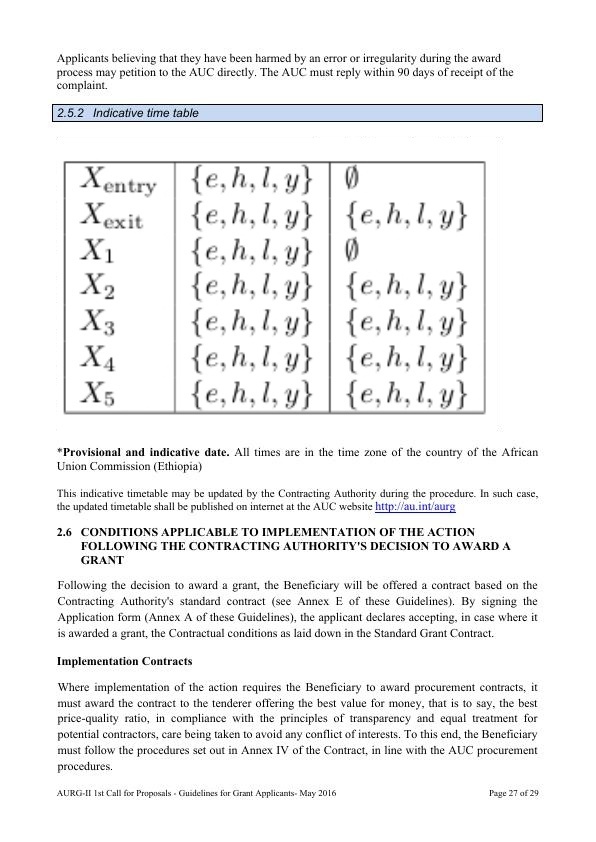 Applicants believing that they have been harmed by an error or irregularity during the award
process may petition to the AUC directly. The AUC must reply within 90 days of receipt of the
complaint.
2.5.2 Indicative time table
X_entry {e, h, l, y} ∅
X_exit {e, h, l, y} {e, h, l, y}
X_1 {e, h, l, y} ∅
X_2 {e, h, l, y} {e, h, l, y}
X_3 {e, h, l, y} {e, h, l, y}
X_4 {e, h, l, y} {e, h, l, y}
X_5 {e, h, l, y} {e, h, l, y}
*Provisional and indicative date. All times are in the time zone of the country of the African
Union Commission (Ethiopia)
This indicative timetable may be updated by the Contracting Authority during the procedure. In such case,
the updated timetable shall be published on internet at the AUC website http://au.int/aurg
2.6 CONDITIONS APPLICABLE TO IMPLEMENTATION OF THE ACTION
FOLLOWING THE CONTRACTING AUTHORITY'S DECISION TO AWARD A
GRANT
Following the decision to award a grant, the Beneficiary will be offered a contract based on the
Contracting Authority's standard contract (see Annex E of these Guidelines). By signing the
Application form (Annex A of these Guidelines), the applicant declares accepting, in case where it
is awarded a grant, the Contractual conditions as laid down in the Standard Grant Contract.
Implementation Contracts
Where implementation of the action requires the Beneficiary to award procurement contracts, it
must award the contract to the tenderer offering the best value for money, that is to say, the best
price-quality ratio, in compliance with the principles of transparency and equal treatment for
potential contractors, care being taken to avoid any conflict of interests. To this end, the Beneficiary
must follow the procedures set out in Annex IV of the Contract, in line with the AUC procurement
procedures.
AURG-II 1st Call for Proposals - Guidelines for Grant Applicants- May 2016 Page 27 of 29